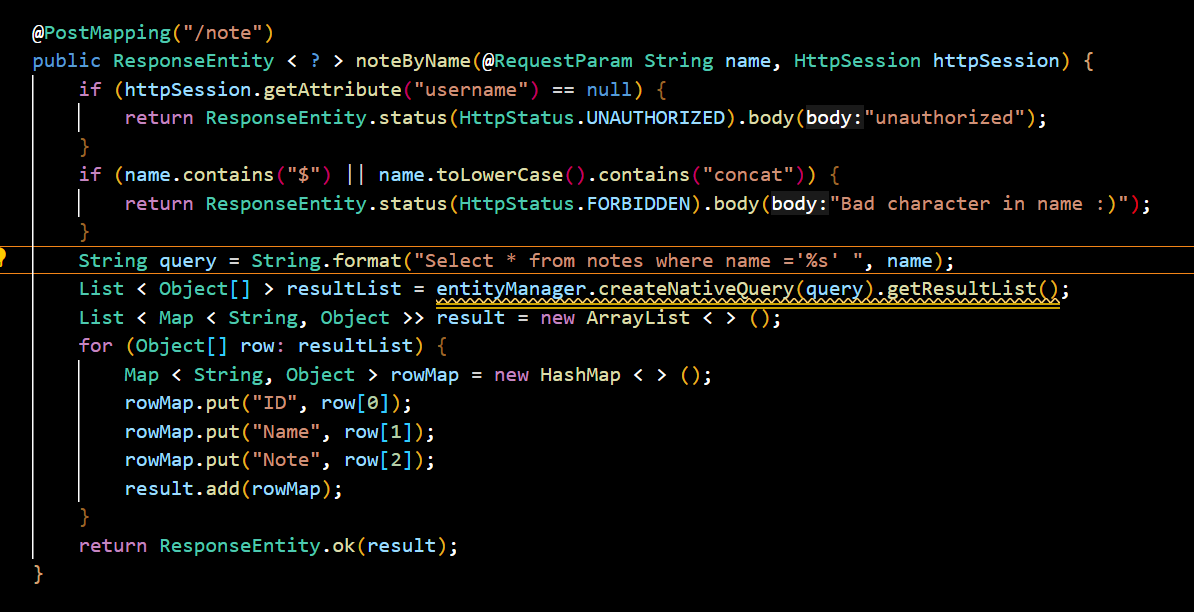 @PostMapping("/note")
public ResponseEntity < ? > noteByName(@RequestParam String name, HttpSession httpSession) {
if (httpSession.getAttribute("username") == null) {
return ResponseEntity.status(HttpStatus.UNAUTHORIZED).body(body:"unauthorized");
}
if (name.contains("$") || name.toLowerCase().contains("concat")) {
return ResponseEntity.status(HttpStatus.FORBIDDEN).body(body:"Bad character in name :)");
}
String query = String.format("Select * from notes where name ='%s' ", name);
List < Object[] > resultList = entityManager.createNativeQuery(query).getResultList();
List < Map < String, Object >> result = new ArrayList < > ();
for (Object[] row: resultList) {
Map < String, Object > rowMap = new HashMap < > ();
rowMap.put("ID", row[0]);
rowMap.put("Name", row[1]);
rowMap.put("Note", row[2]);
result.add(rowMap);
}
return ResponseEntity.ok(result);
}